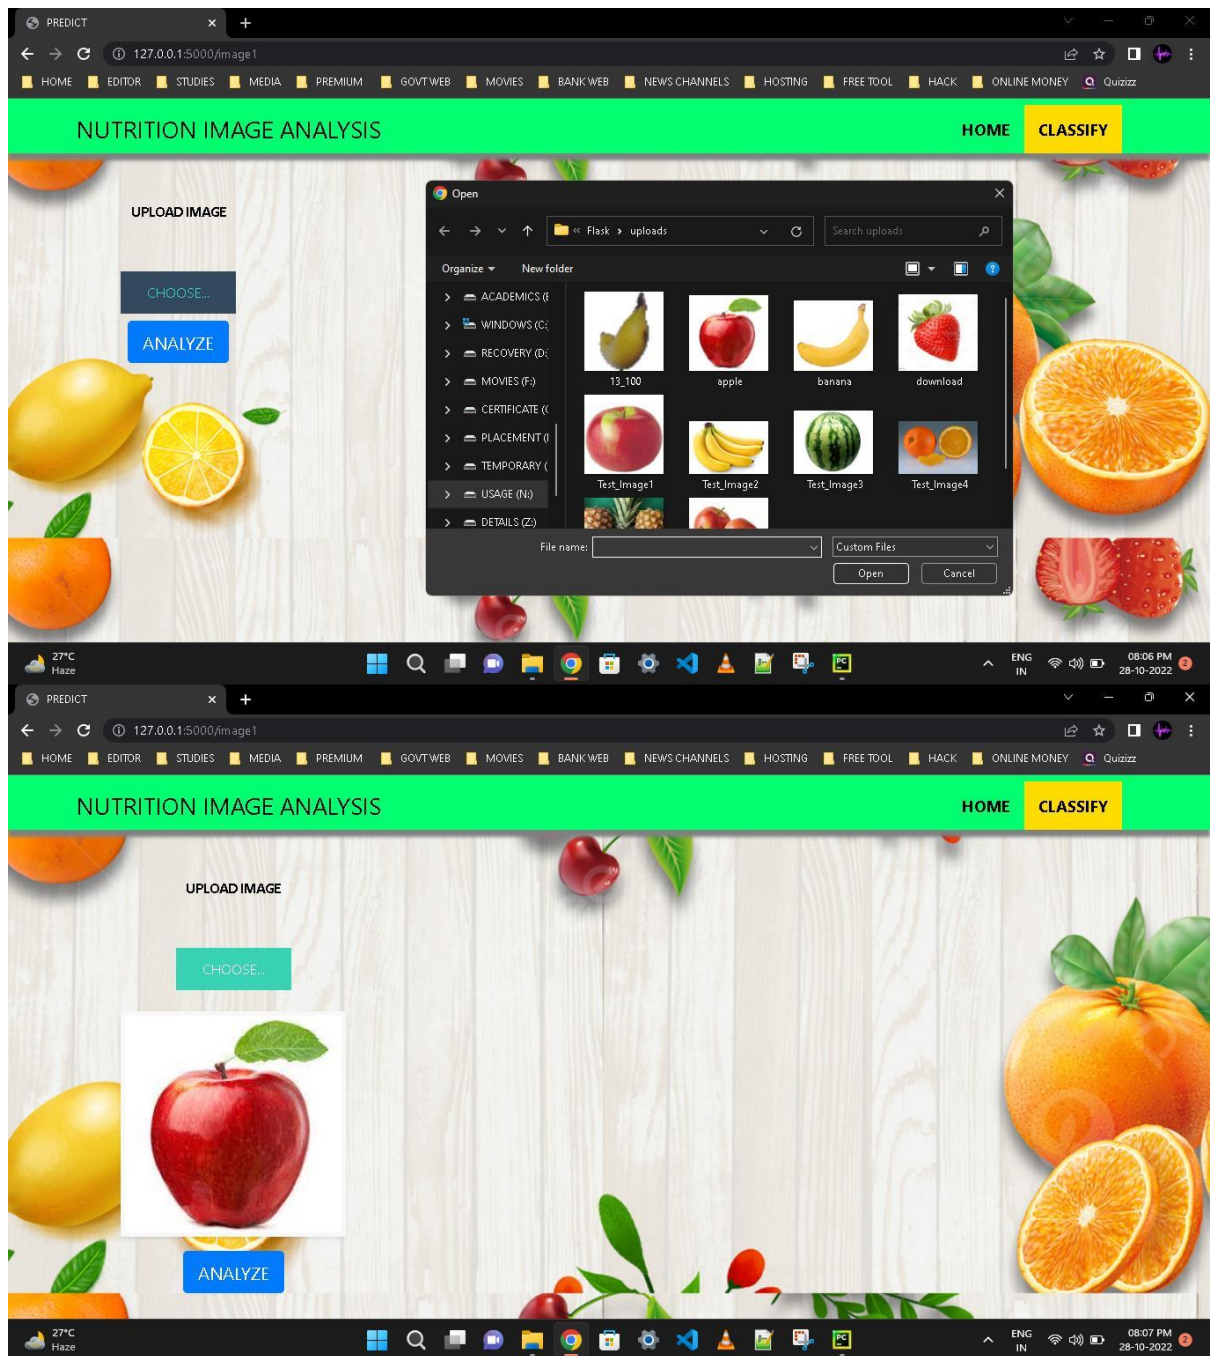 PREDICT
127.0.0.1:5000/image1
HOME EDITOR STUDIES MEDIA PREMIUM GOVT WEB MOVIES BANK WEB NEWS CHANNELS HOSTING FREE TOOL HACK ONLINE MONEY Quizizz
NUTRITION IMAGE ANALYSIS HOME CLASSIFY
UPLOAD IMAGE
CHOOSE...
ANALYZE
Open
« Flask > uploads Search uploads
Organize New folder
ACADEMICS (E
WINDOWS (C:)
RECOVERY (D:)
MOVIES (F:)
CERTIFICATE (G
PLACEMENT (
TEMPORARY (
USAGE (N:)
DETAILS (Z:)
13_100 apple banana download
Test_Image1 Test_Image2 Test_Image3 Test_Image4
File name: Custom Files
Open Cancel
27°C
Haze
PC
ENG
IN
08:06 PM
28-10-2022
2
PREDICT
127.0.0.1:5000/image1
HOME EDITOR STUDIES MEDIA PREMIUM GOVT WEB MOVIES BANK WEB NEWS CHANNELS HOSTING FREE TOOL HACK ONLINE MONEY Quizizz
NUTRITION IMAGE ANALYSIS HOME CLASSIFY
UPLOAD IMAGE
CHOOSE...
ANALYZE
27°C
Haze
PC
ENG
IN
08:07 PM
28-10-2022
2